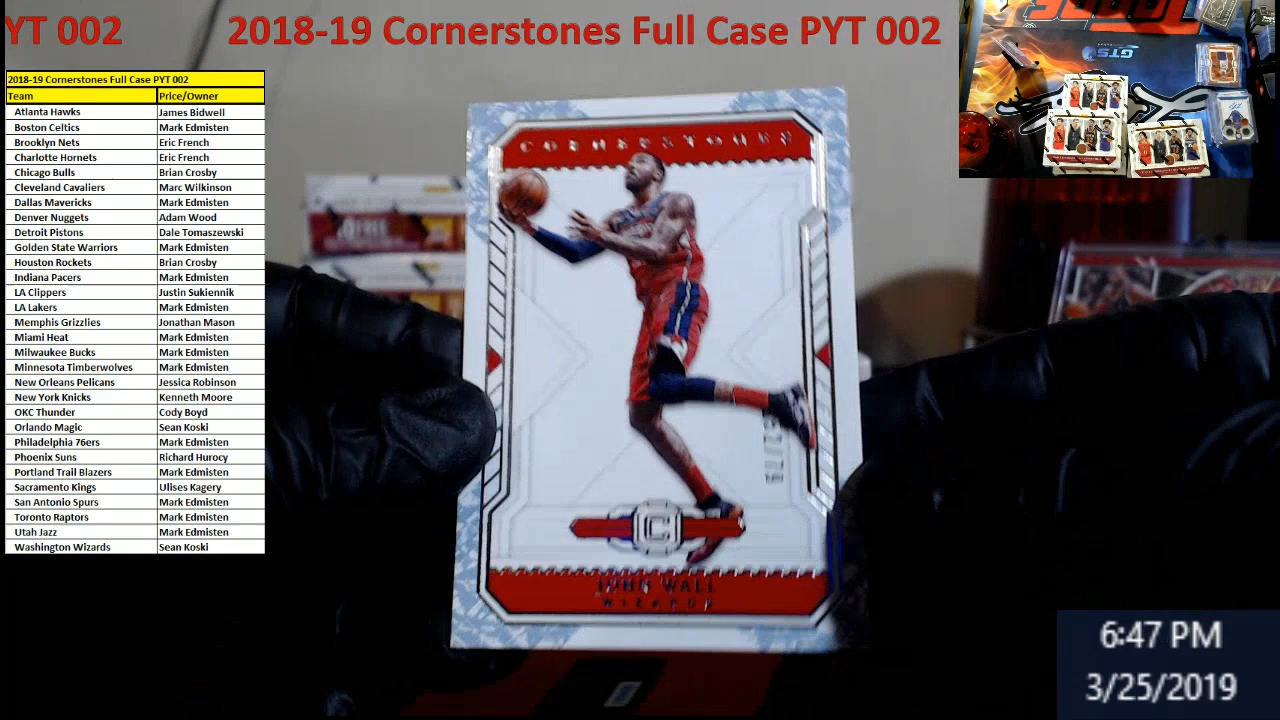 YT 002 2018-19 Cornerstones Full Case PYT 002
2018-19 Cornerstones Full Case PYT 002
Team Price/Owner
Atlanta Hawks James Bidwell
Boston Celtics Mark Edmisten
Brooklyn Nets Eric French
Charlotte Hornets Eric French
Chicago Bulls Brian Crosby
Cleveland Cavaliers Marc Wilkinson
Dallas Mavericks Mark Edmisten
Denver Nuggets Adam Wood
Detroit Pistons Dale Tomaszewski
Golden State Warriors Mark Edmisten
Houston Rockets Brian Crosby
Indiana Pacers Mark Edmisten
LA Clippers Justin Sukiennik
LA Lakers Mark Edmisten
Memphis Grizzlies Jonathan Mason
Miami Heat Mark Edmisten
Milwaukee Bucks Mark Edmisten
Minnesota Timberwolves Mark Edmisten
New Orleans Pelicans Jessica Robinson
New York Knicks Kenneth Moore
OKC Thunder Cody Boyd
Orlando Magic Sean Koski
Philadelphia 76ers Mark Edmisten
Phoenix Suns Richard Hurocy
Portland Trail Blazers Mark Edmisten
Sacramento Kings Ulises Kagery
San Antonio Spurs Mark Edmisten
Toronto Raptors Mark Edmisten
Utah Jazz Mark Edmisten
Washington Wizards Sean Koski
CORNERSTONES
C
JOHN WALL
WIZARDS
GTS
6:47 PM
3/25/2019